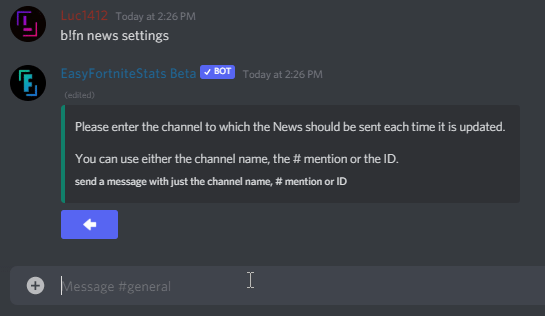 Luc1412 Today at 2:26 PM
b!fn news settings
EasyFortniteStats Beta ✓ BOT Today at 2:26 PM
(edited)
Please enter the channel to which the News should be sent each time it is updated.
You can use either the channel name, the # mention or the ID.
send a message with just the channel name, # mention or ID
Message #general